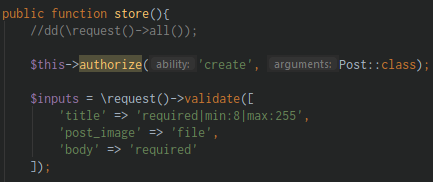 public function store(){
//dd(\request()->all());
$this->authorize( ability: 'create', arguments: Post::class);
$inputs = \request()->validate([
'title' => 'required|min:8|max:255',
'post_image' => 'file',
'body' => 'required'
]);